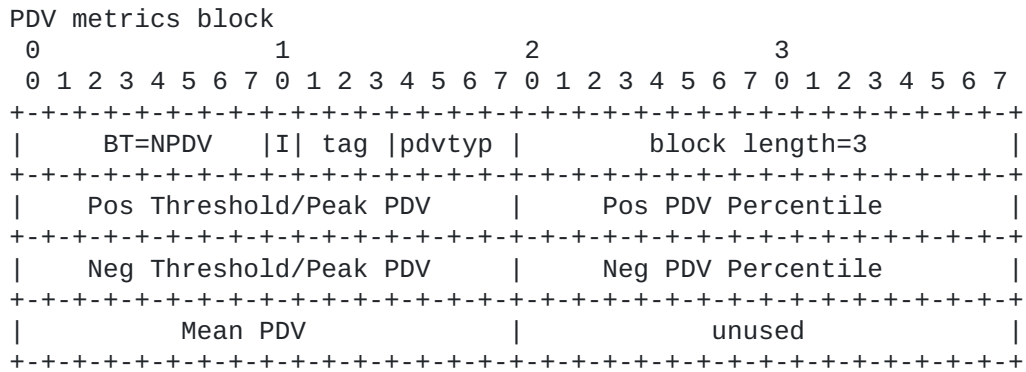 PDV metrics block
 0               1               2               3
 0 1 2 3 4 5 6 7 0 1 2 3 4 5 6 7 0 1 2 3 4 5 6 7 0 1 2 3 4 5 6 7
+-+-+-+-+-+-+-+-+-+-+-+-+-+-+-+-+-+-+-+-+-+-+-+-+-+-+-+-+-+-+-+-+
|     BT=NPDV   |I| tag |pdvtyp |        block length=3         |
+-+-+-+-+-+-+-+-+-+-+-+-+-+-+-+-+-+-+-+-+-+-+-+-+-+-+-+-+-+-+-+-+
|    Pos Threshold/Peak PDV     |     Pos PDV Percentile        |
+-+-+-+-+-+-+-+-+-+-+-+-+-+-+-+-+-+-+-+-+-+-+-+-+-+-+-+-+-+-+-+-+
|    Neg Threshold/Peak PDV     |     Neg PDV Percentile        |
+-+-+-+-+-+-+-+-+-+-+-+-+-+-+-+-+-+-+-+-+-+-+-+-+-+-+-+-+-+-+-+-+
|          Mean PDV             |            unused             |
+-+-+-+-+-+-+-+-+-+-+-+-+-+-+-+-+-+-+-+-+-+-+-+-+-+-+-+-+-+-+-+-+